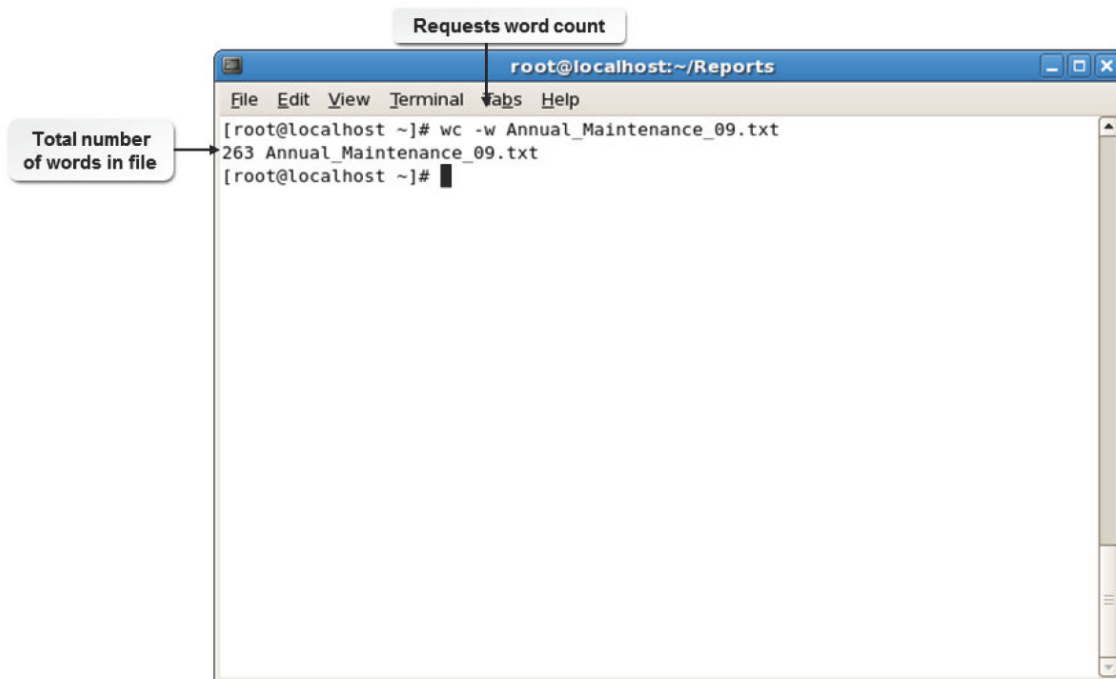 Requests word count
root@localhost:~/Reports
File Edit View Terminal Tabs Help
[root@localhost ~]# wc -w Annual_Maintenance_09.txt
Total number
of words in file
263 Annual_Maintenance_09.txt
[root@localhost ~]#